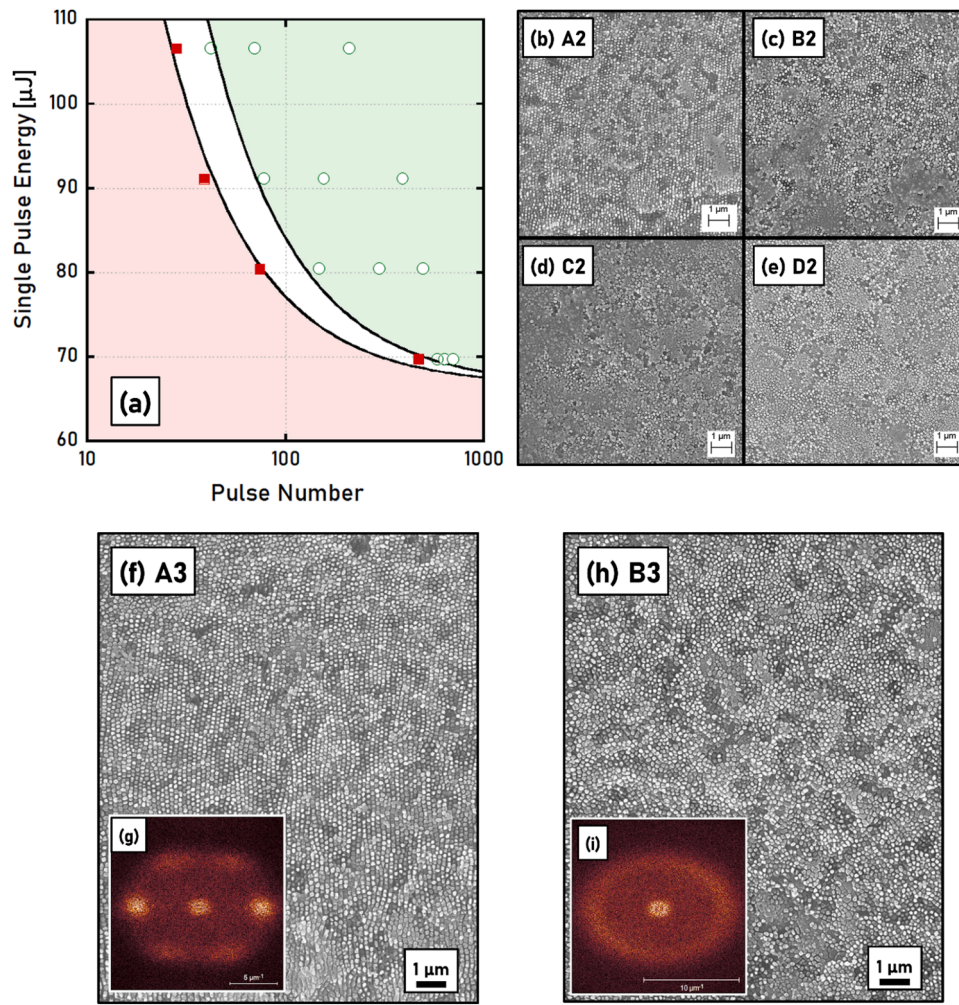 110
100
90
80
70
60
Single Pulse Energy [µJ]
(a)
10
100
1000
Pulse Number
(b) A2
1 µm
(c) B2
1 µm
(d) C2
1 µm
(e) D2
1 µm
(f) A3
(g)
5 µm⁻¹
1 µm
(h) B3
(i)
10 µm⁻¹
1 µm